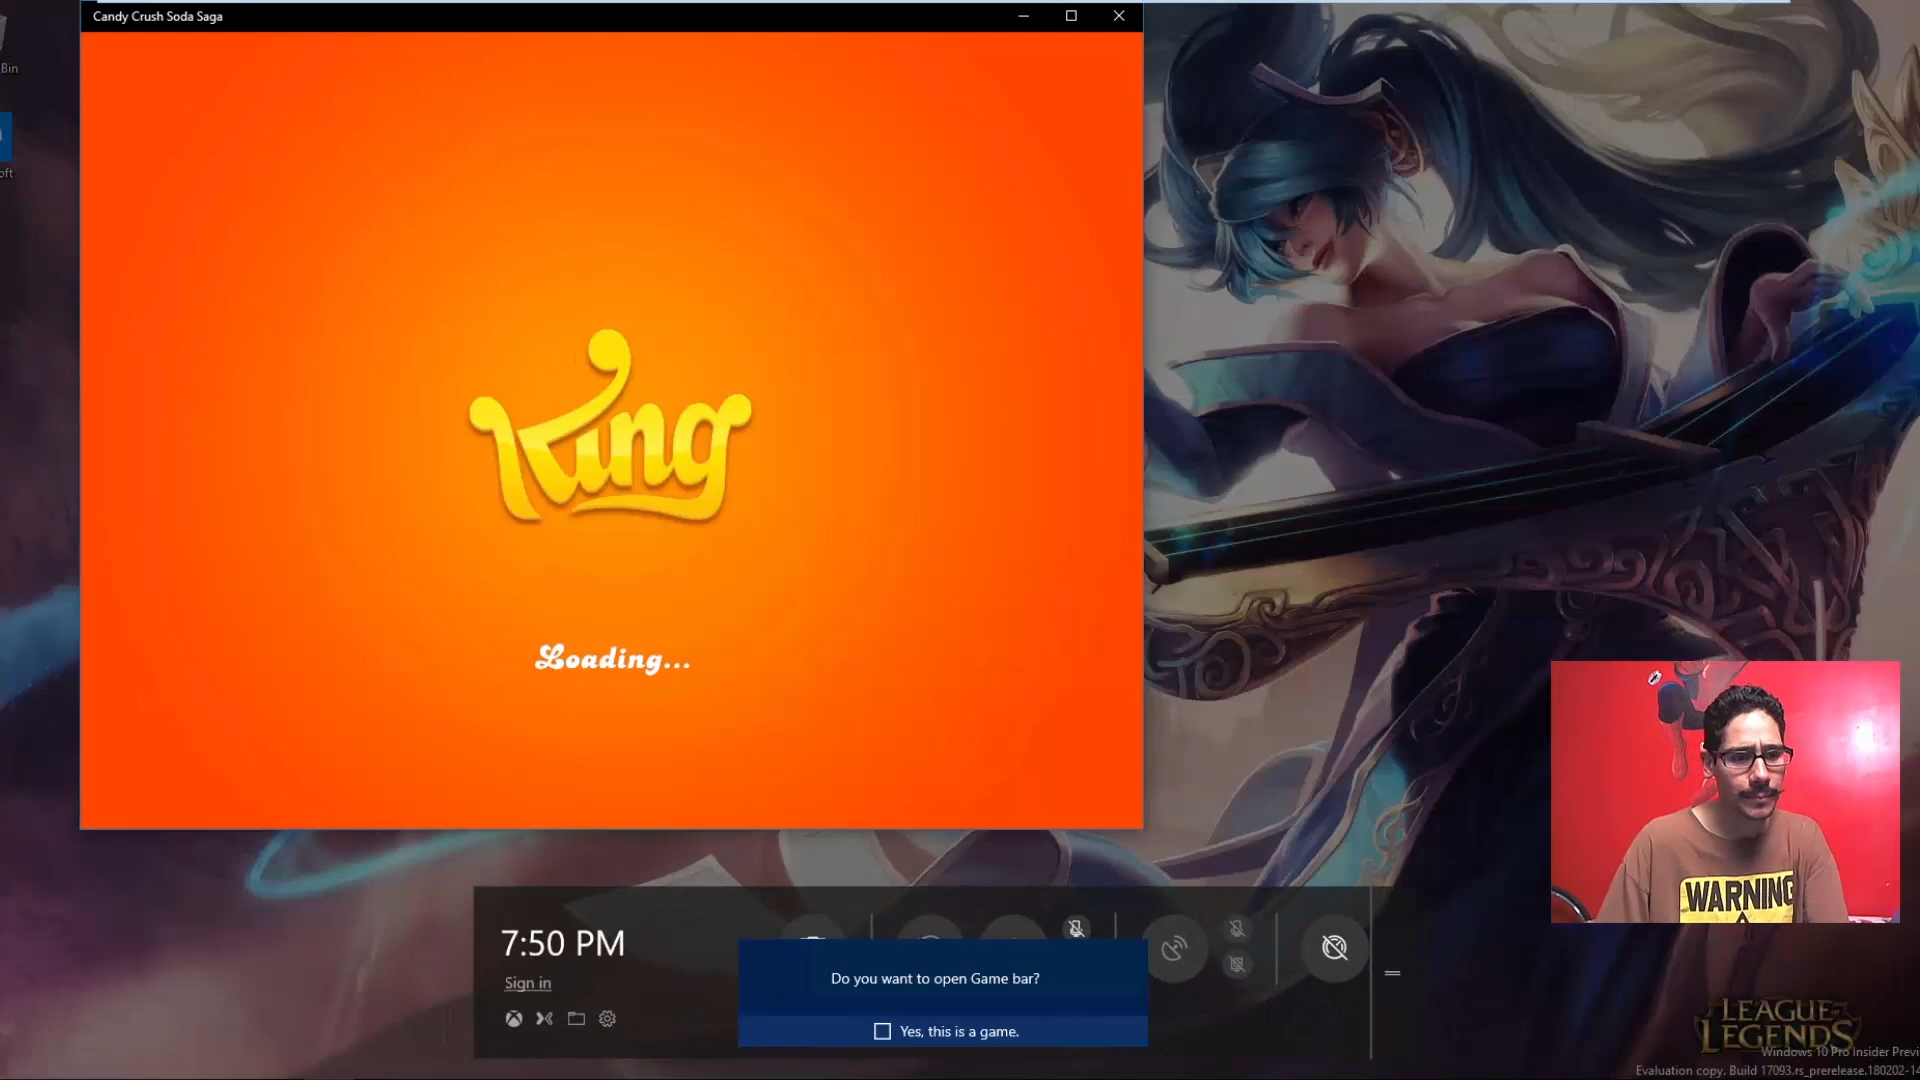 Candy Crush Soda Saga
Bin
oft
King
Loading...
WARNING
7:50 PM
Sign in
Do you want to open Game bar?
Yes, this is a game.
LEAGUE OF
LEGENDS
Windows 10 Pro Insider Previ
Evaluation copy. Build 17093.rs_prerelease.180202-14